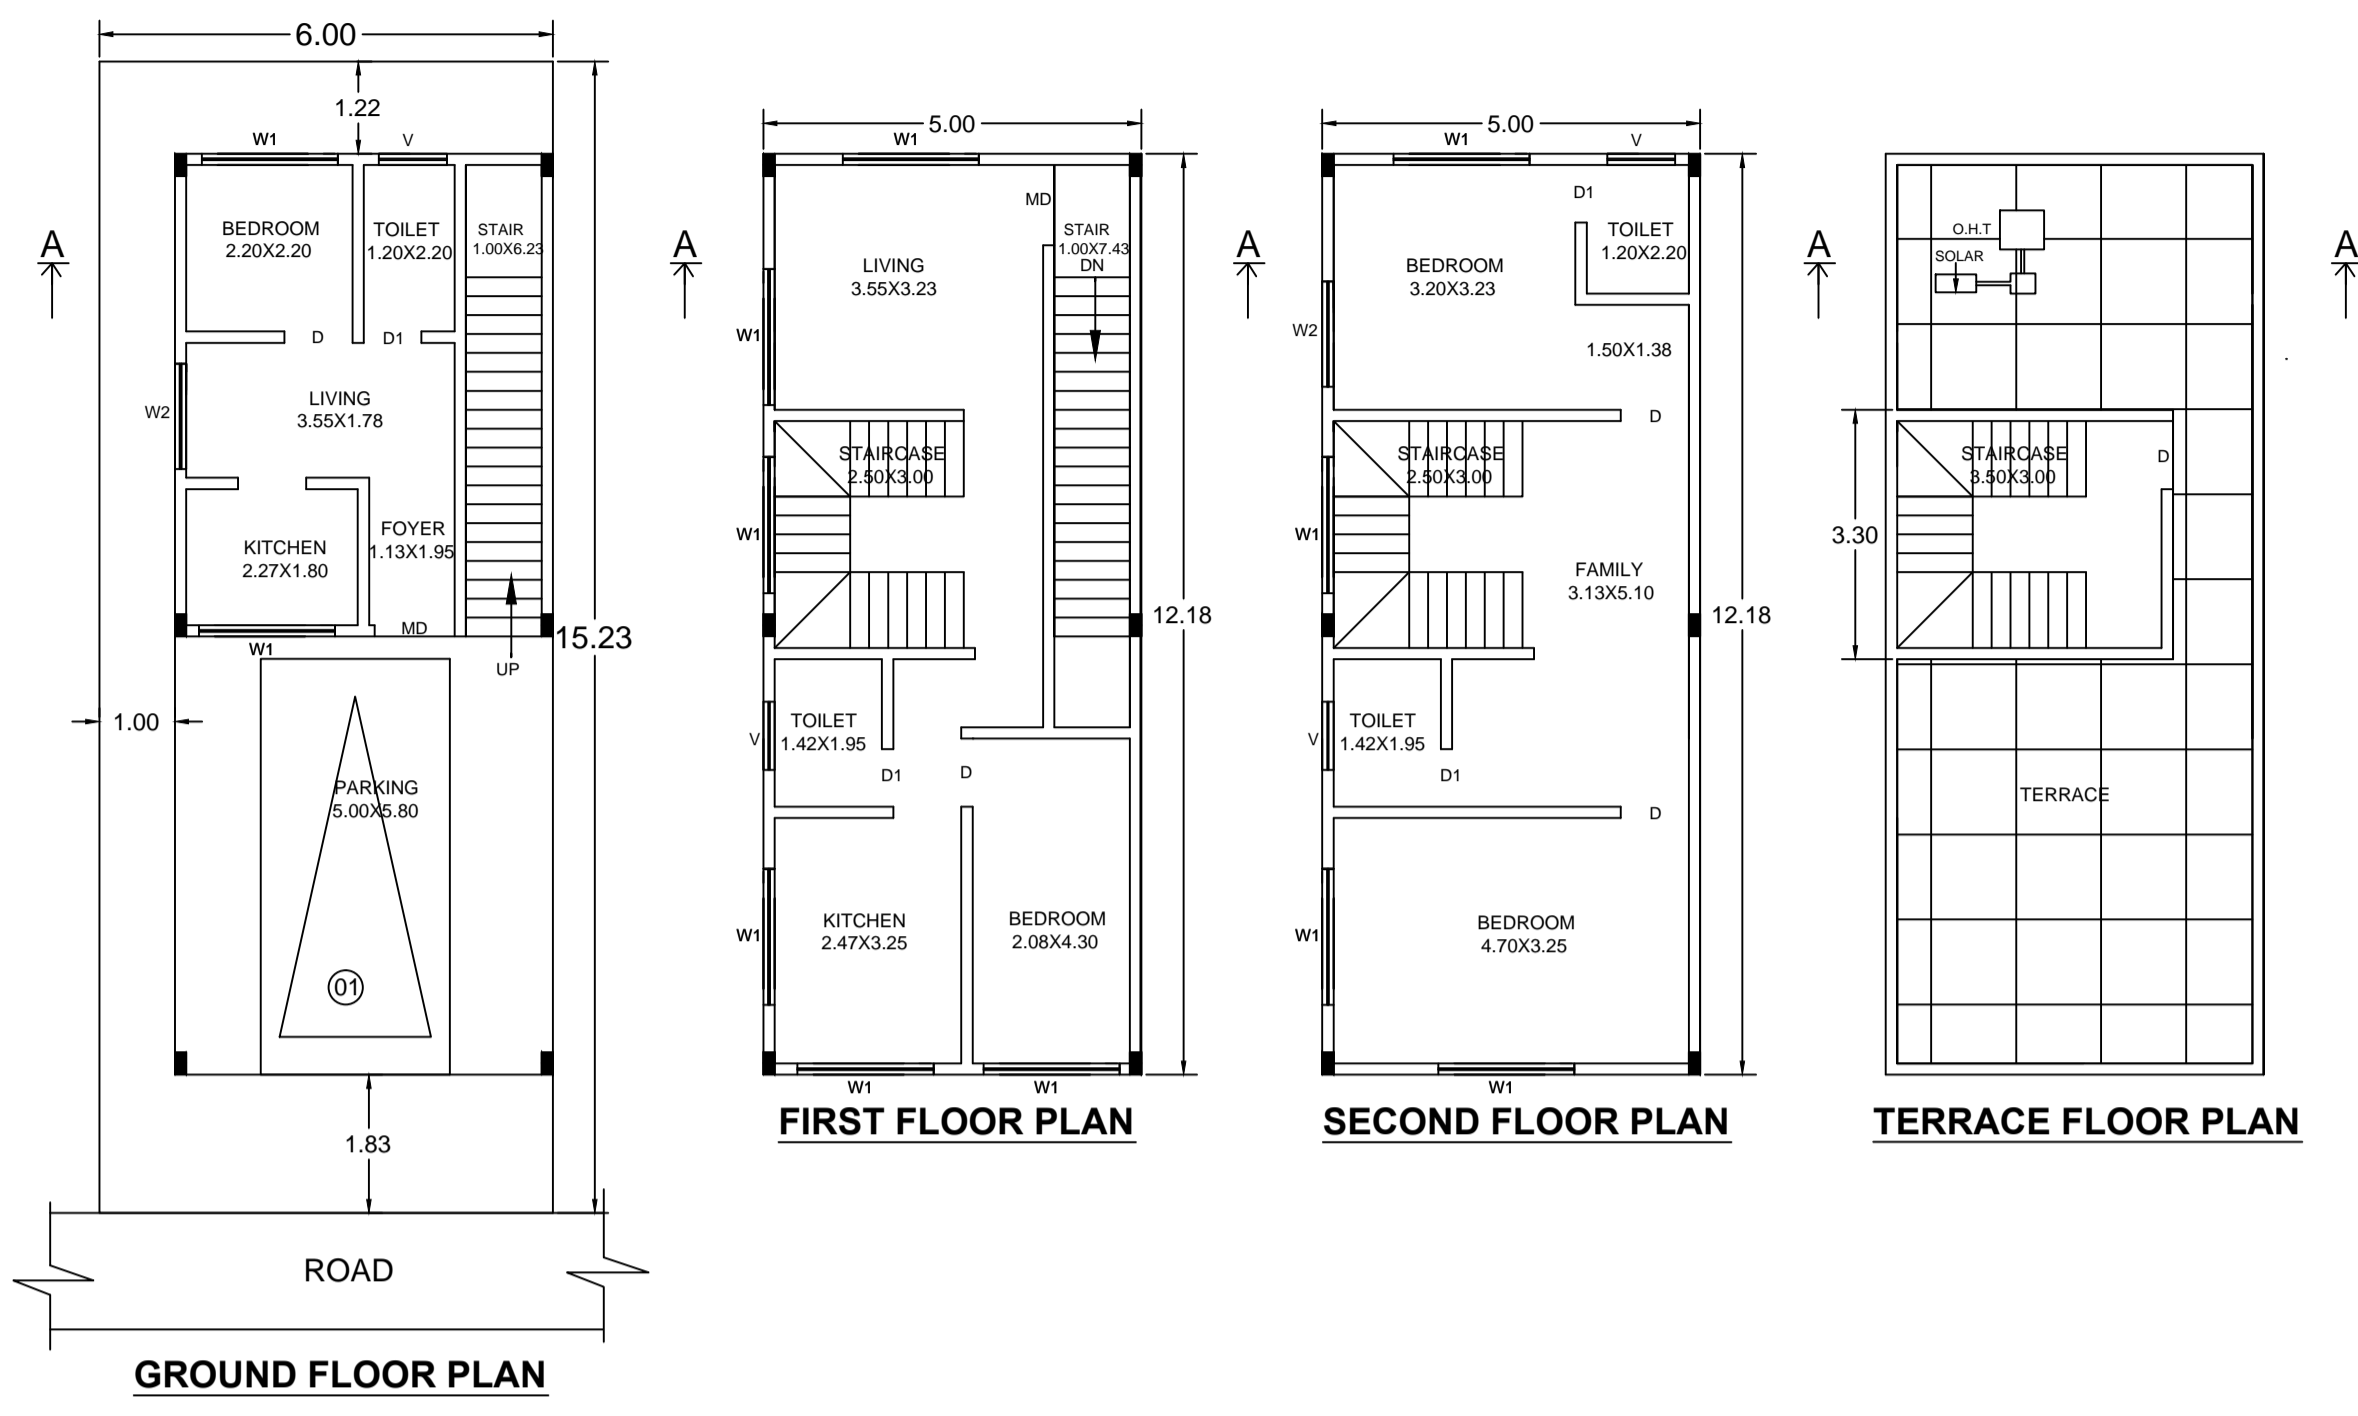 6.00
1.22
W1
V
A
A
BEDROOM
2.20X2.20
TOILET
1.20X2.20
STAIR
1.00X6.23
D
D1
W2
LIVING
3.55X1.78
KITCHEN
2.27X1.80
FOYER
1.13X1.95
MD
W1
UP
15.23
1.00
PARKING
5.00X5.80
01
1.83
ROAD
GROUND FLOOR PLAN
5.00
W1
MD
STAIR
1.00X7.43
DN
LIVING
3.55X3.23
W1
STAIRCASE
2.50X3.00
W1
12.18
TOILET
1.42X1.95
V
D1
D
KITCHEN
2.47X3.25
W1
BEDROOM
2.08X4.30
W1
W1
FIRST FLOOR PLAN
A
5.00
W1
V
D1
TOILET
1.20X2.20
BEDROOM
3.20X3.23
W2
1.50X1.38
D
STAIRCASE
2.50X3.00
W1
FAMILY
3.13X5.10
12.18
TOILET
1.42X1.95
V
D1
D
BEDROOM
4.70X3.25
W1
W1
SECOND FLOOR PLAN
A
A
O.H.T
SOLAR
STAIRCASE
3.50X3.00
D
3.30
TERRACE
TERRACE FLOOR PLAN